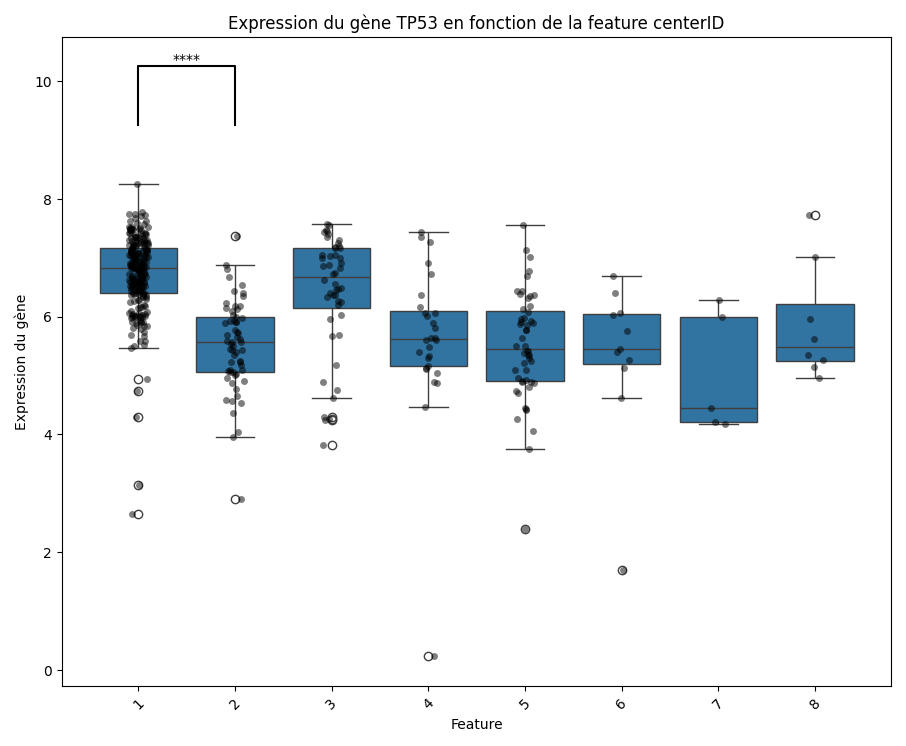 Expression du gène TP53 en fonction de la feature centerID
****
10
8
6
4
2
0
Expression du gène
1 2 3 4 5 6 7 8
Feature